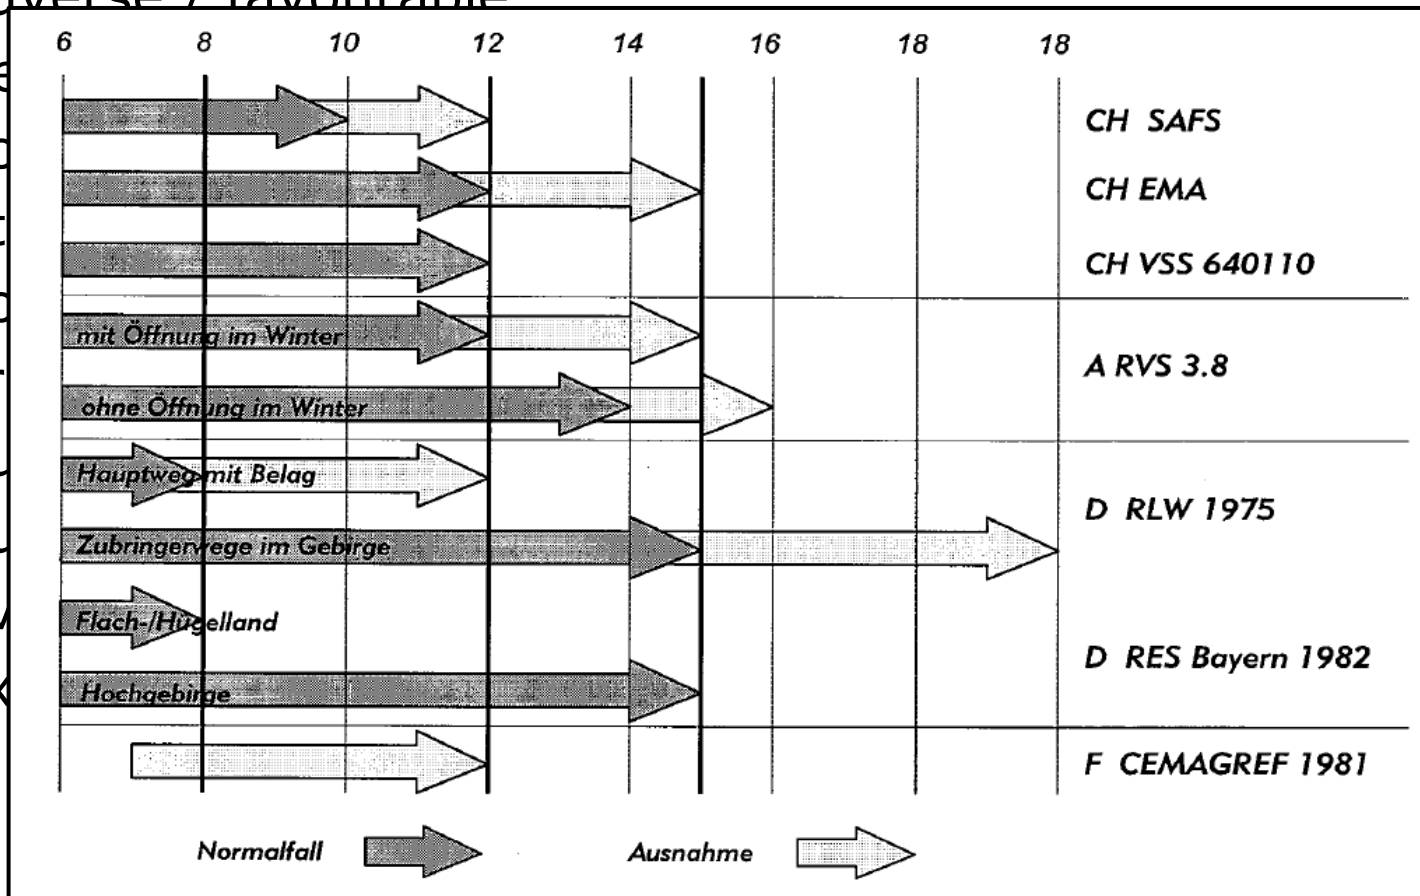 verse / favourable
6 8 10 12 14 16 18 18
CH SAFS
CH EMA
CH VSS 640110
mit Öffnung im Winter
A RVS 3.8
ohne Öffnung im Winter
Hauptweg mit Belag
D RLW 1975
Zubringerwege im Gebirge
Flach-/Hügelland
D RES Bayern 1982
Hochgebirge
F CEMAGREF 1981
Normalfall Ausnahme